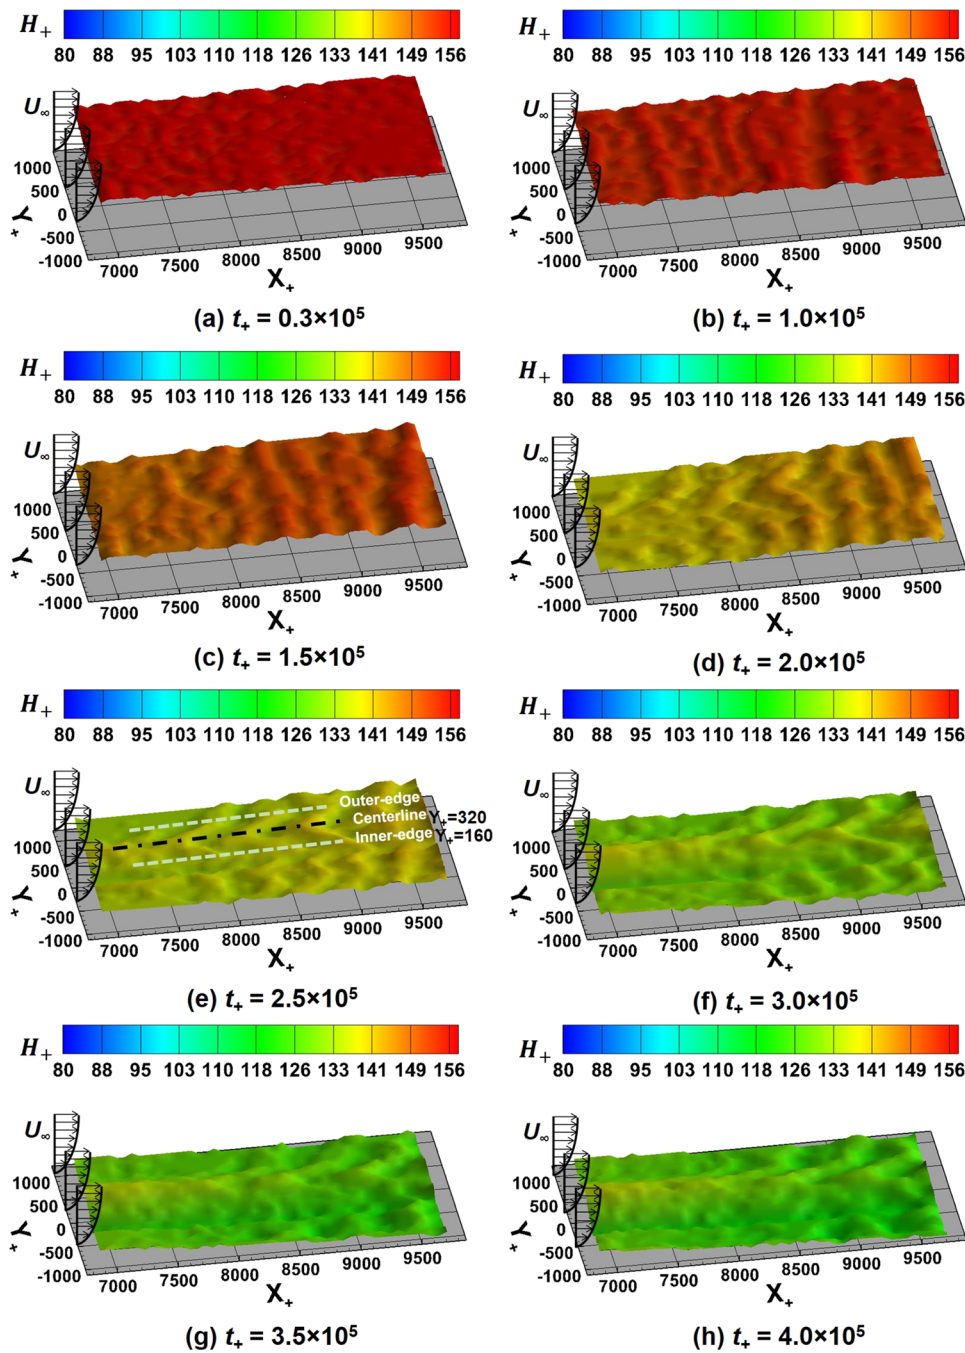 H₊
80 88 95 103 110 118 126 133 141 149 156
U∞
1000
500
0
-500
-1000
Y₊
7000 7500 8000 8500 9000 9500
X₊
(a) t₊ = 0.3×10⁵
H₊
80 88 95 103 110 118 126 133 141 149 156
U∞
1000
500
0
-500
-1000
Y₊
7000 7500 8000 8500 9000 9500
X₊
(b) t₊ = 1.0×10⁵
H₊
80 88 95 103 110 118 126 133 141 149 156
U∞
1000
500
0
-500
-1000
Y₊
7000 7500 8000 8500 9000 9500
X₊
(c) t₊ = 1.5×10⁵
H₊
80 88 95 103 110 118 126 133 141 149 156
U∞
1000
500
0
-500
-1000
Y₊
7000 7500 8000 8500 9000 9500
X₊
(d) t₊ = 2.0×10⁵
H₊
80 88 95 103 110 118 126 133 141 149 156
U∞
Outer-edge
Centerline Y₊=320
Inner-edge Y₊=160
1000
500
0
-500
-1000
Y₊
7000 7500 8000 8500 9000 9500
X₊
(e) t₊ = 2.5×10⁵
H₊
80 88 95 103 110 118 126 133 141 149 156
U∞
1000
500
0
-500
-1000
Y₊
7000 7500 8000 8500 9000 9500
X₊
(f) t₊ = 3.0×10⁵
H₊
80 88 95 103 110 118 126 133 141 149 156
U∞
1000
500
0
-500
-1000
Y₊
7000 7500 8000 8500 9000 9500
X₊
(g) t₊ = 3.5×10⁵
H₊
80 88 95 103 110 118 126 133 141 149 156
U∞
1000
500
0
-500
-1000
Y₊
7000 7500 8000 8500 9000 9500
X₊
(h) t₊ = 4.0×10⁵